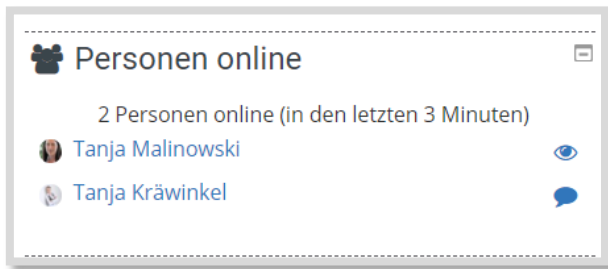 Personen online
2 Personen online (in den letzten 3 Minuten)
Tanja Malinowski
Tanja Kräwinkel